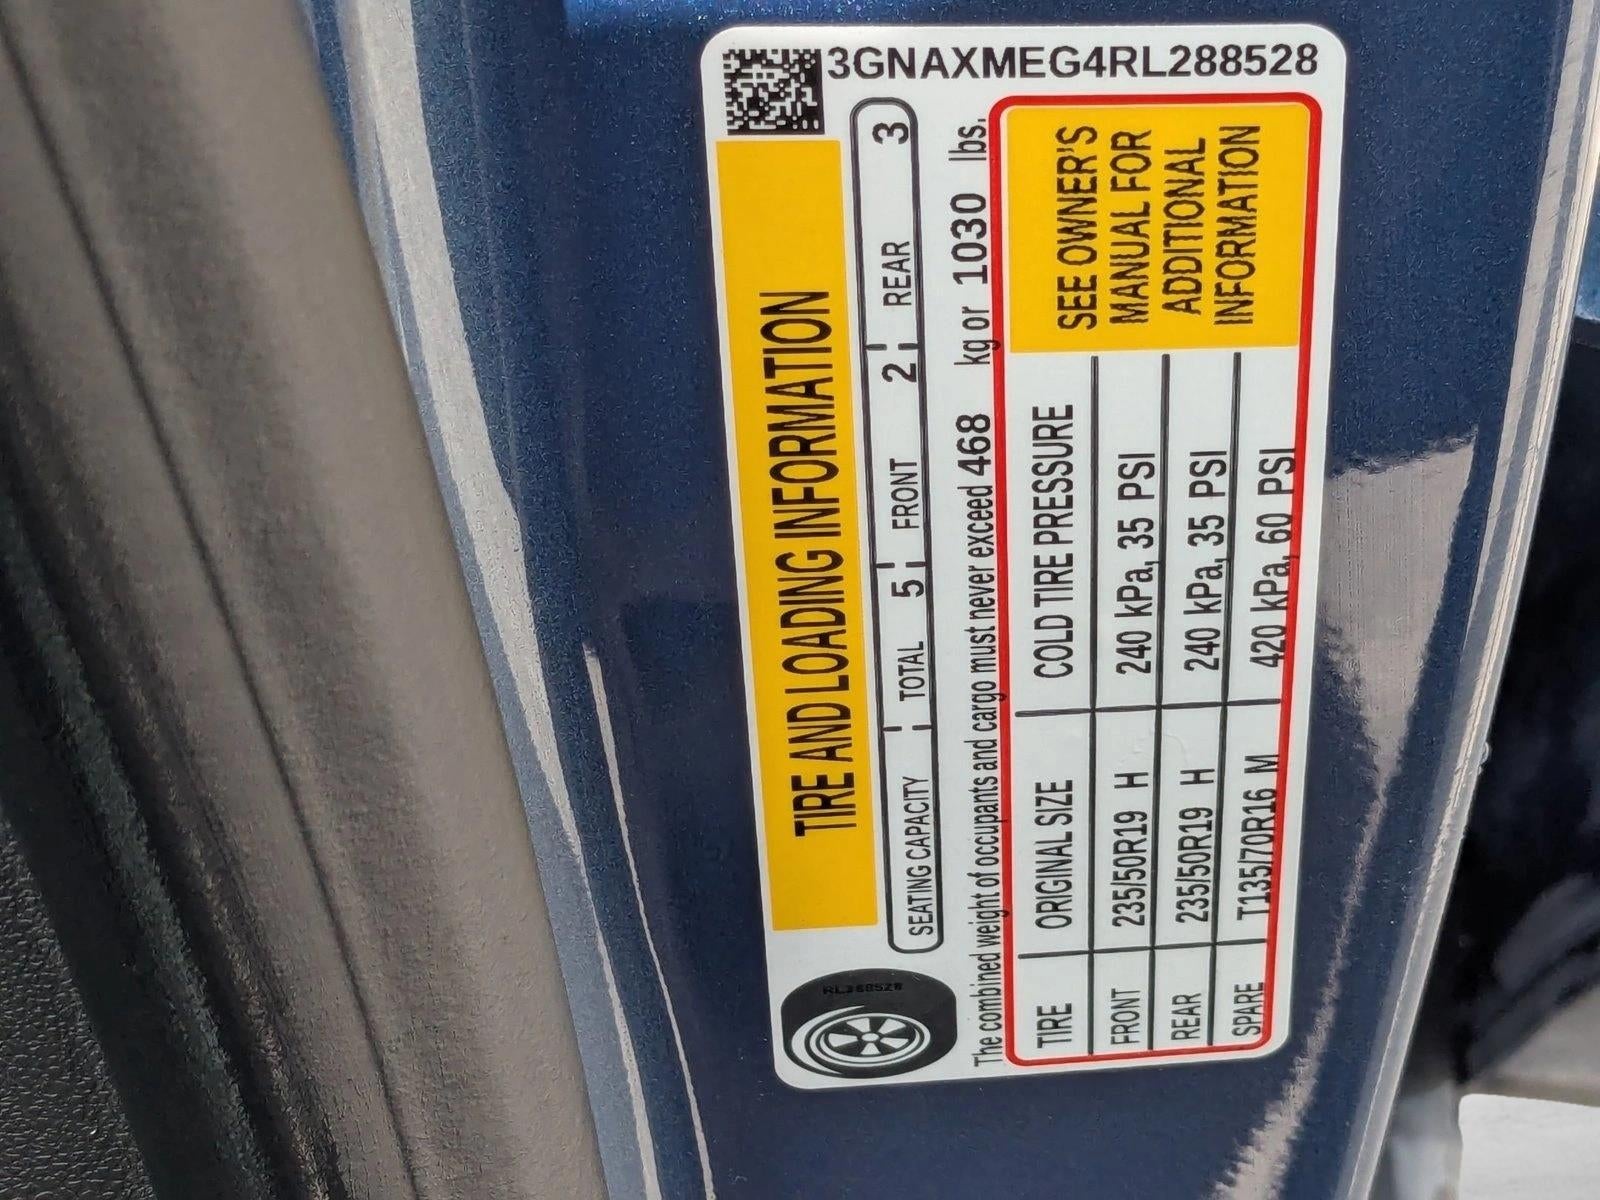 3GNAXMEG4RL288528
TIRE AND LOADING INFORMATION
SEATING CAPACITY TOTAL 5 FRONT 2 REAR 3
The combined weight of occupants and cargo must never exceed 468 kg or 1030 lbs.
TIRE ORIGINAL SIZE COLD TIRE PRESSURE
FRONT 235/50R19 H 240 kPa, 35 PSI
REAR 235/50R19 H 240 kPa, 35 PSI
SPARE T135/70R16 M 420 kPa, 60 PSI
SEE OWNER'S
MANUAL FOR
ADDITIONAL
INFORMATION
RL288528